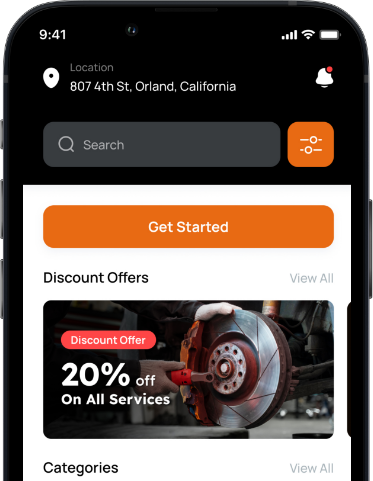 9:41
Location
807 4th St, Orland, California
Search
Get Started
Discount Offers View All
Discount Offer
20% off
On All Services
Categories View All